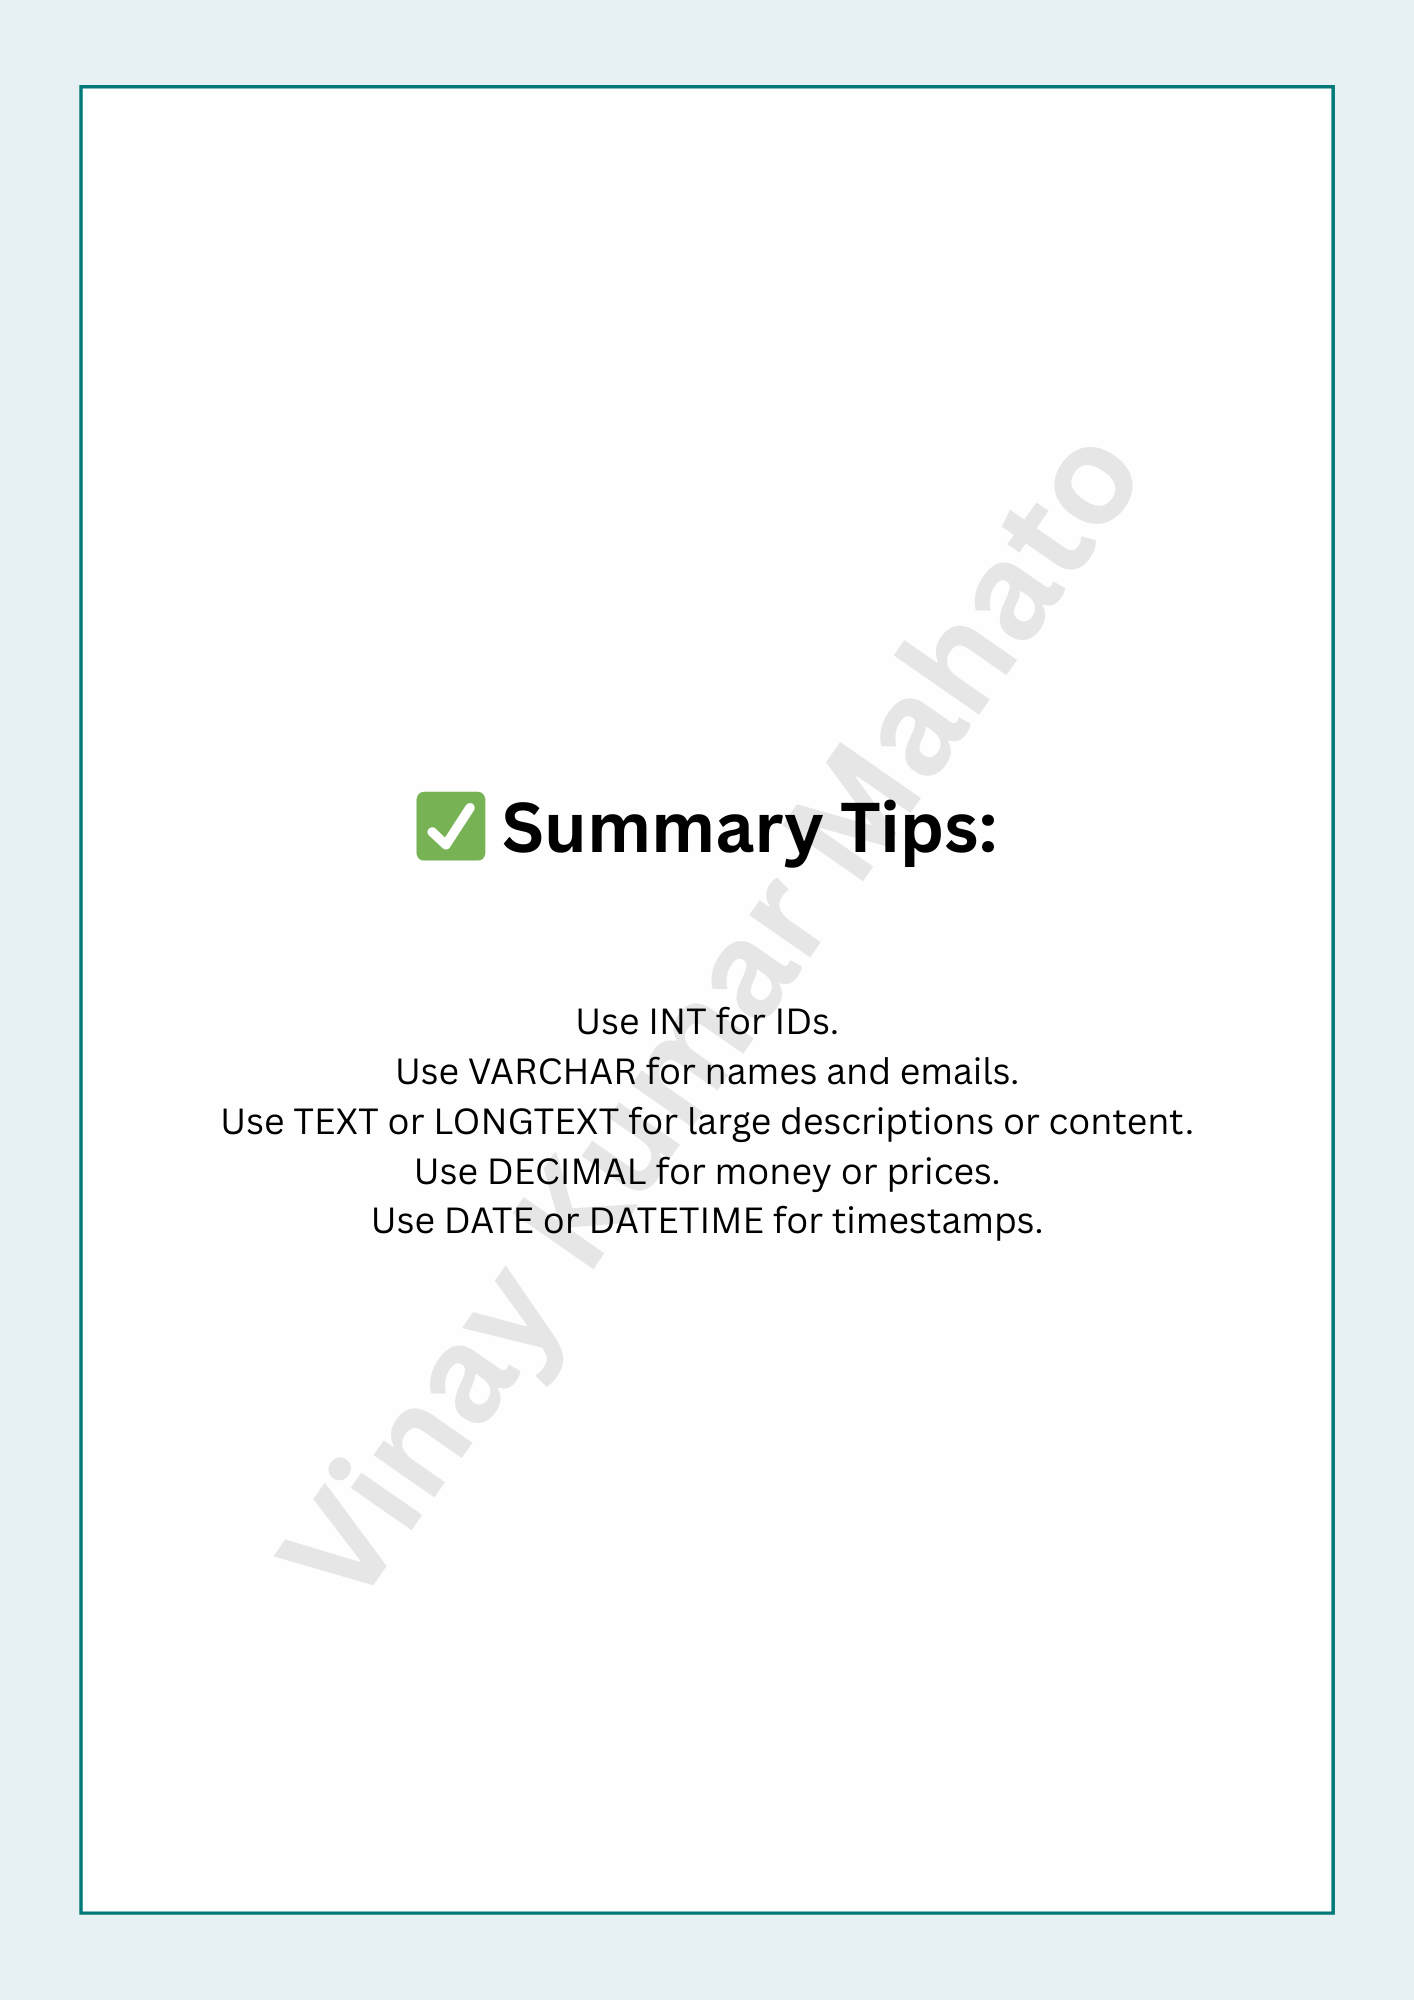 ✅ Summary Tips:
Use INT for IDs.
Use VARCHAR for names and emails.
Use TEXT or LONGTEXT for large descriptions or content.
Use DECIMAL for money or prices.
Use DATE or DATETIME for timestamps.
Vinay Kumar Mahato